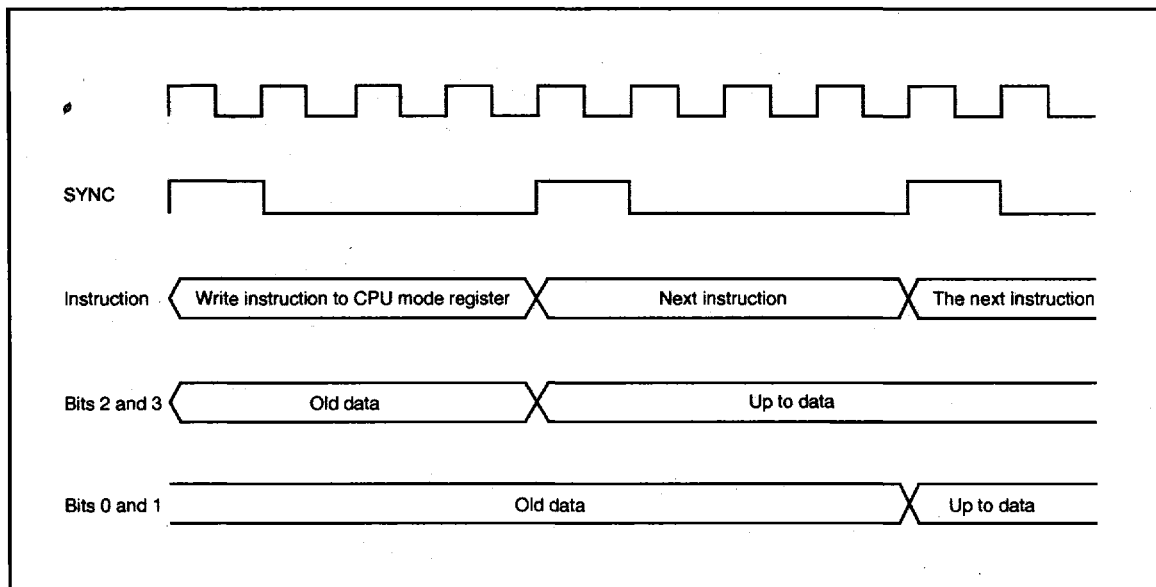 ø
SYNC
Instruction
Write instruction to CPU mode register
Next instruction
The next instruction
Bits 2 and 3
Old data
Up to data
Bits 0 and 1
Old data
Up to data